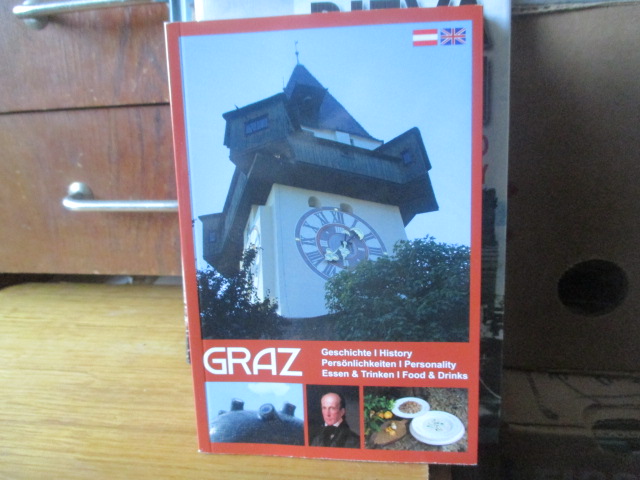 GRAZ
Geschichte I History
Persönlichkeiten I Personality
Essen & Trinken I Food & Drinks